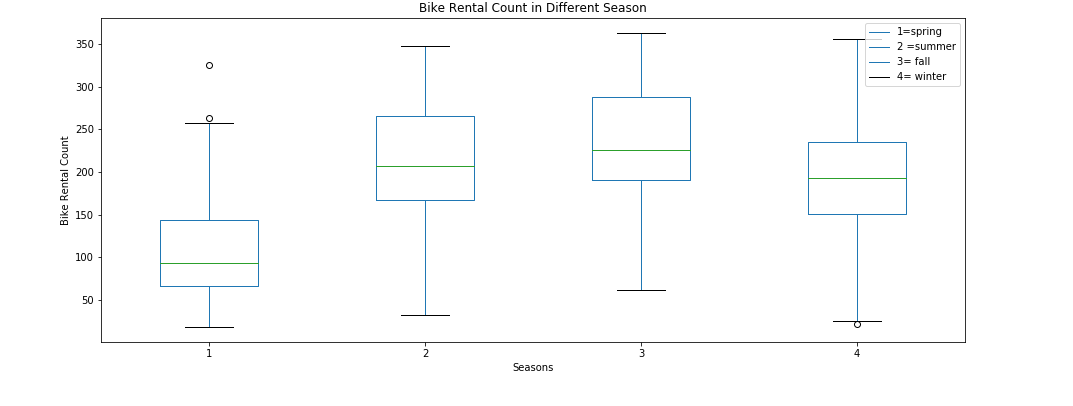 Bike Rental Count in Different Season
1=spring
2 =summer
3= fall
4= winter
350
300
250
200
150
100
50
Bike Rental Count
1 2 3 4
Seasons